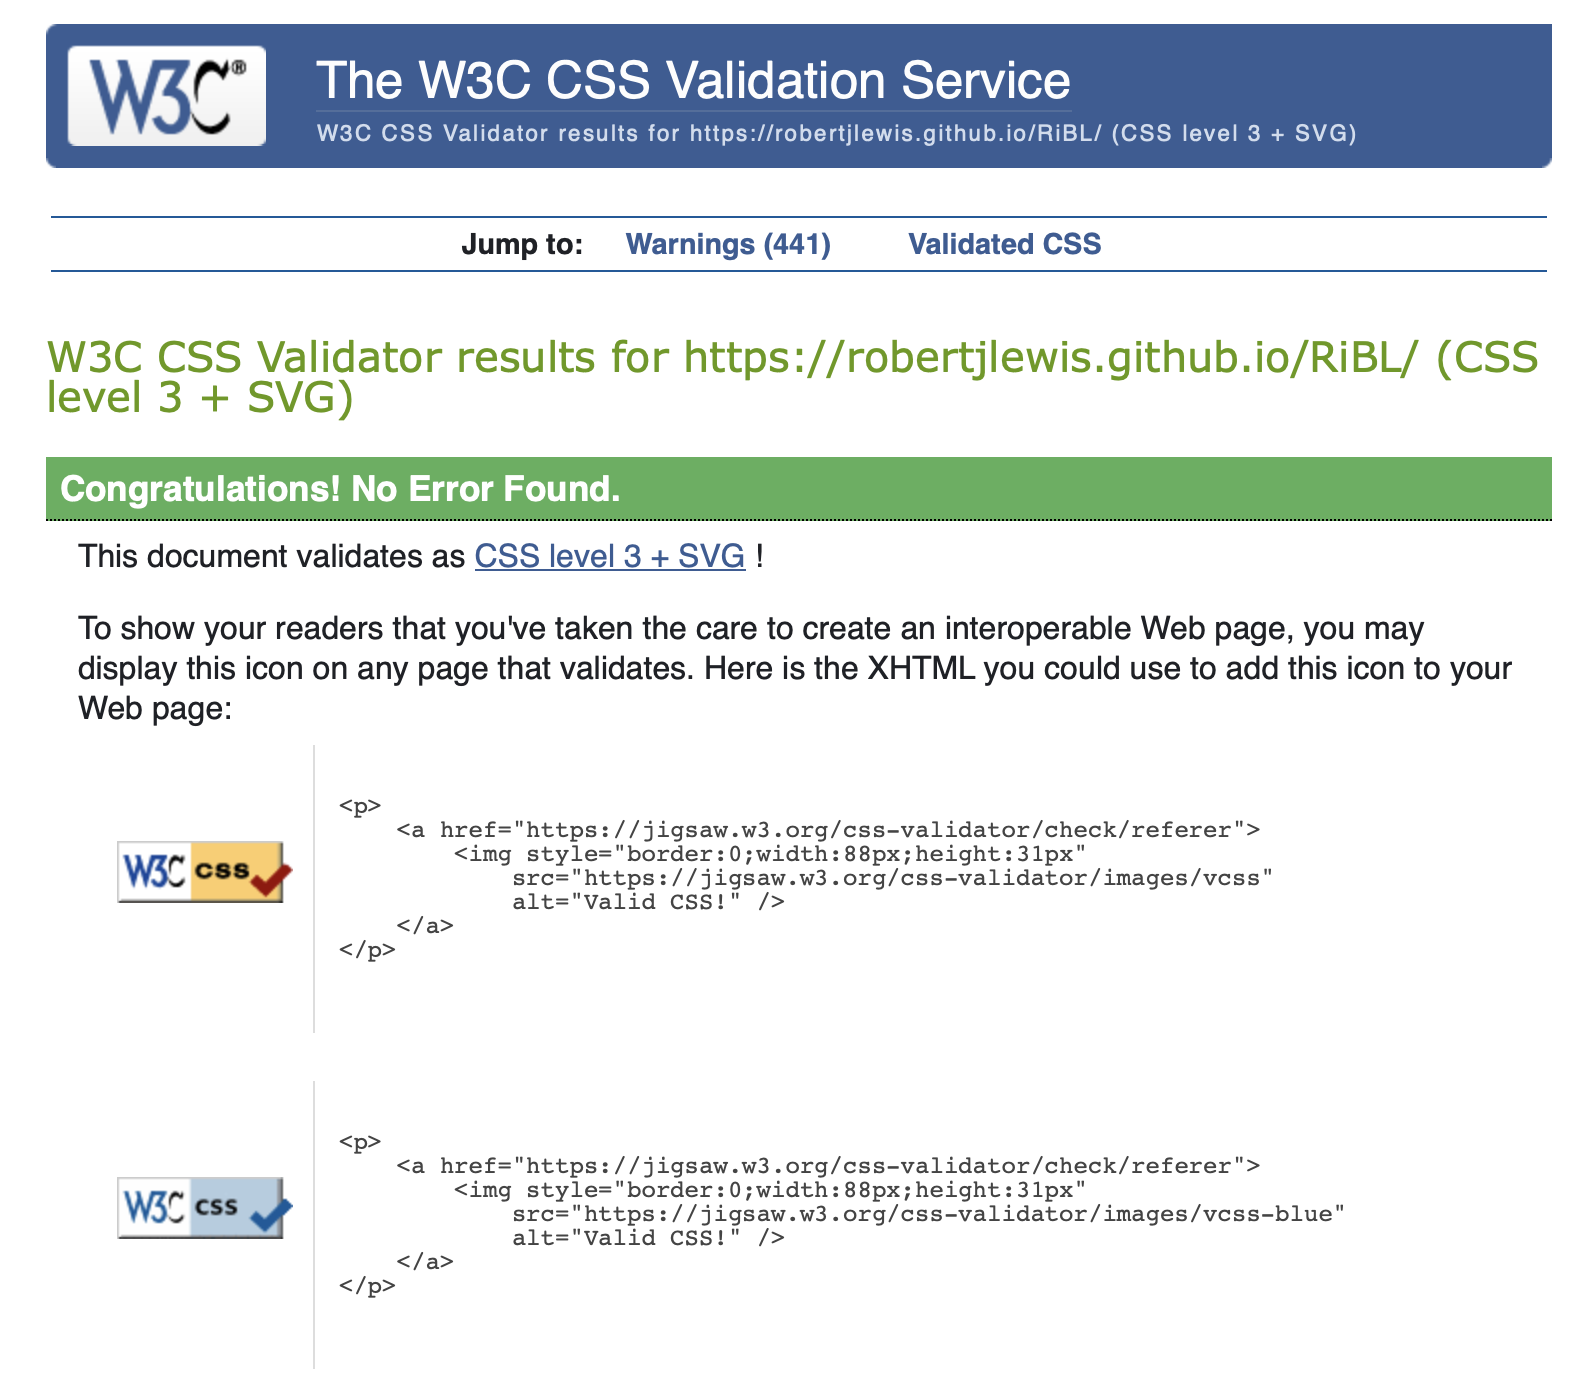 W3C®
The W3C CSS Validation Service
W3C CSS Validator results for https://robertjlewis.github.io/RiBL/ (CSS level 3 + SVG)
Jump to: Warnings (441) Validated CSS
W3C CSS Validator results for https://robertjlewis.github.io/RiBL/ (CSS
level 3 + SVG)
Congratulations! No Error Found.
This document validates as CSS level 3 + SVG !
To show your readers that you've taken the care to create an interoperable Web page, you may
display this icon on any page that validates. Here is the XHTML you could use to add this icon to your
Web page:
W3C css
<p>
    <a href="https://jigsaw.w3.org/css-validator/check/referer">
        <img style="border:0;width:88px;height:31px"
            src="https://jigsaw.w3.org/css-validator/images/vcss"
            alt="Valid CSS!" />
    </a>
</p>
W3C css
<p>
    <a href="https://jigsaw.w3.org/css-validator/check/referer">
        <img style="border:0;width:88px;height:31px"
            src="https://jigsaw.w3.org/css-validator/images/vcss-blue"
            alt="Valid CSS!" />
    </a>
</p>